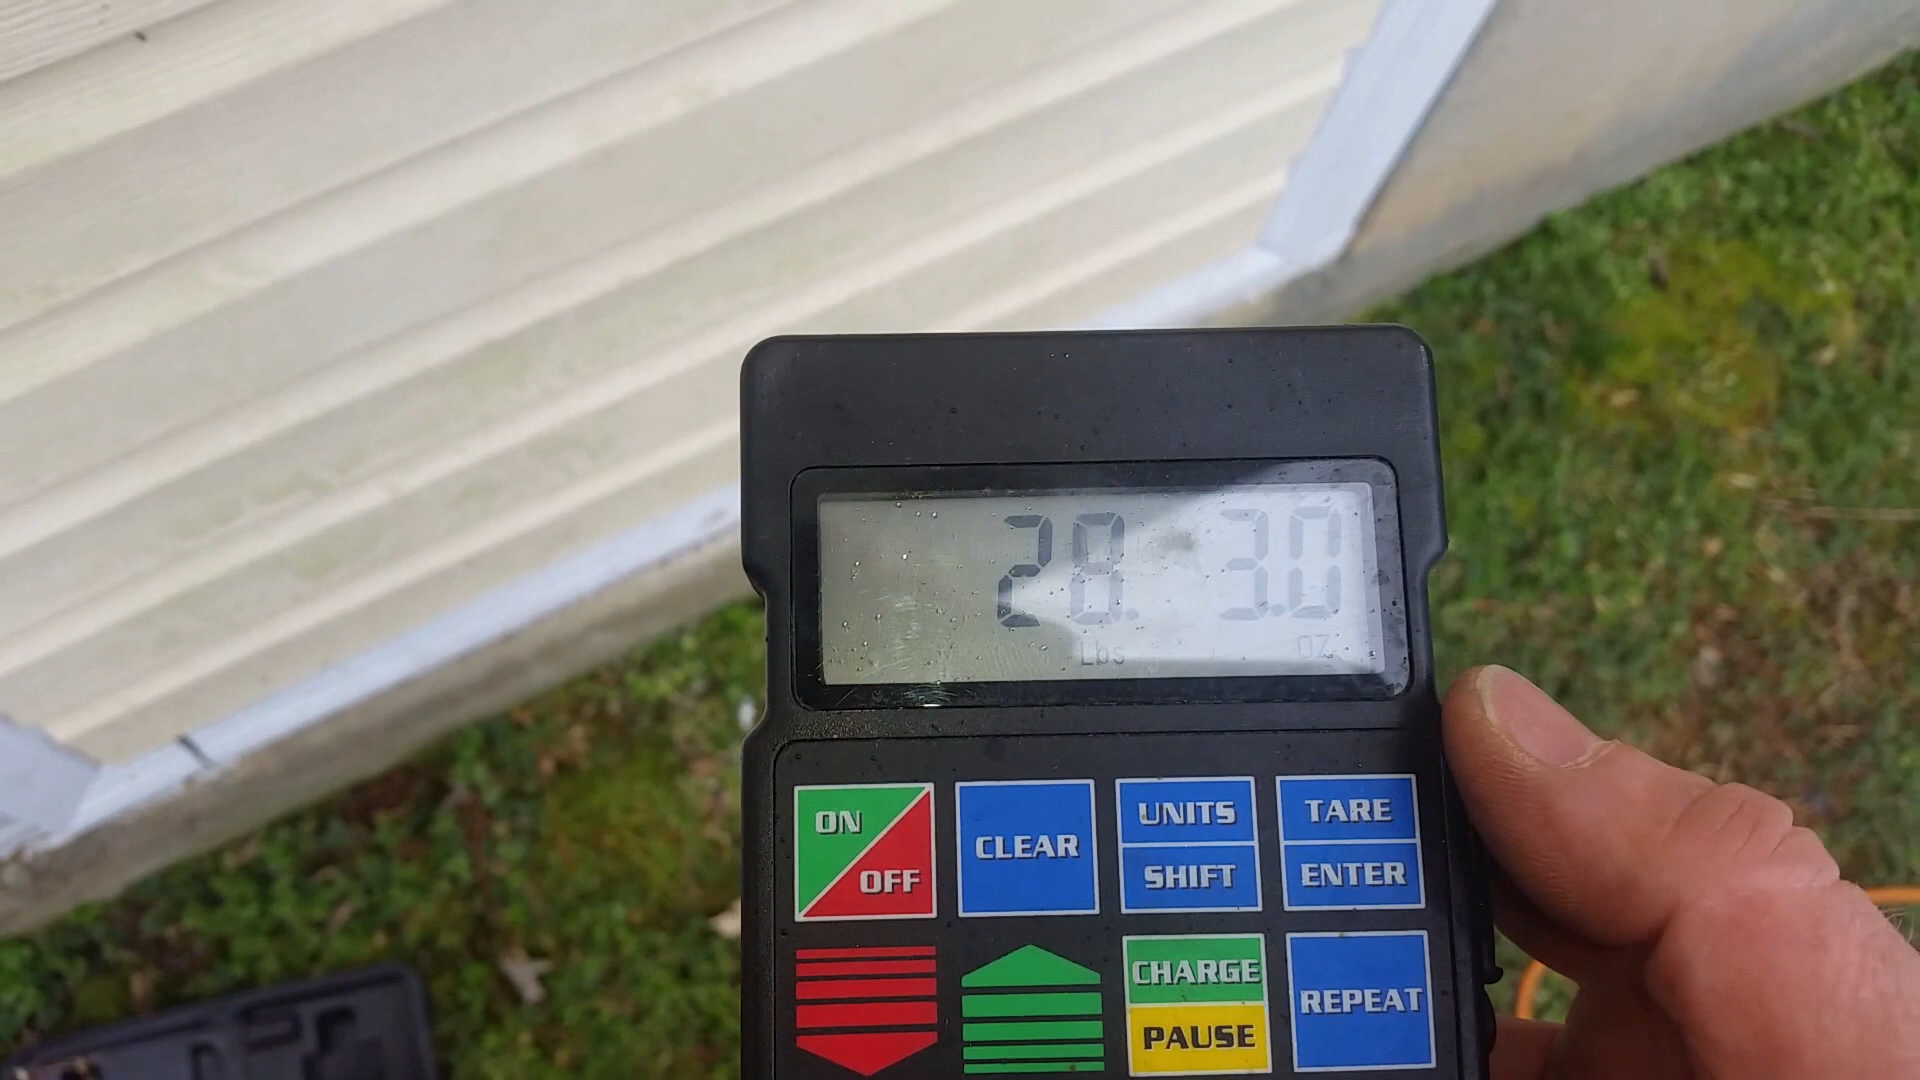 28. 3.0
Lbs oz
ON OFF CLEAR UNITS SHIFT TARE ENTER
CHARGE PAUSE REPEAT